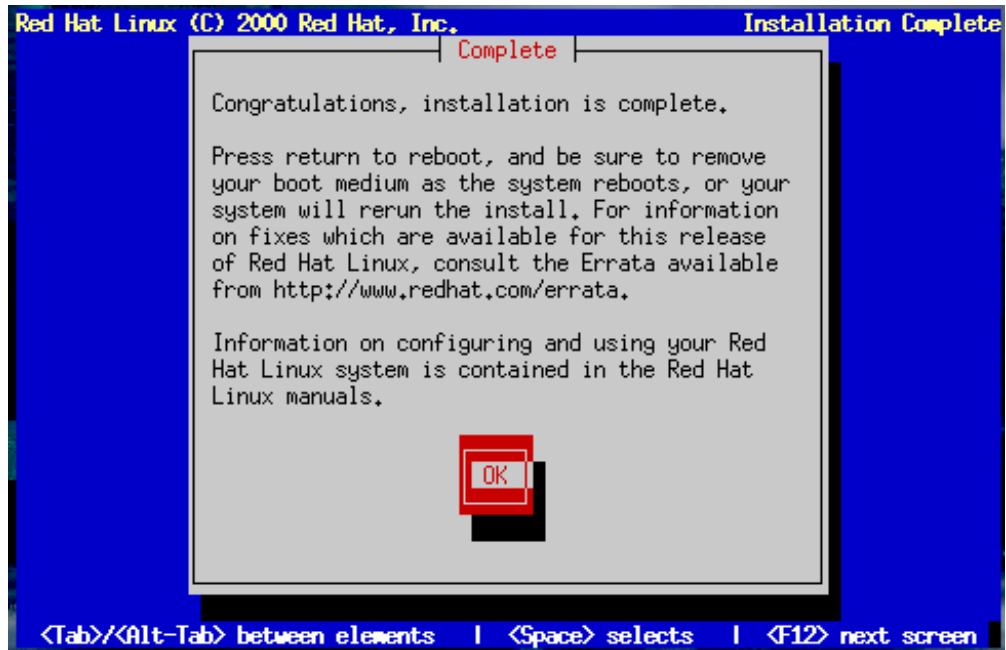 Red Hat Linux (C) 2000 Red Hat, Inc. Installation Complete
Complete
Congratulations, installation is complete.
Press return to reboot, and be sure to remove
your boot medium as the system reboots, or your
system will rerun the install. For information
on fixes which are available for this release
of Red Hat Linux, consult the Errata available
from http://www.redhat.com/errata.
Information on configuring and using your Red
Hat Linux system is contained in the Red Hat
Linux manuals.
OK
<Tab>/<Alt-Tab> between elements | <Space> selects | <F12> next screen